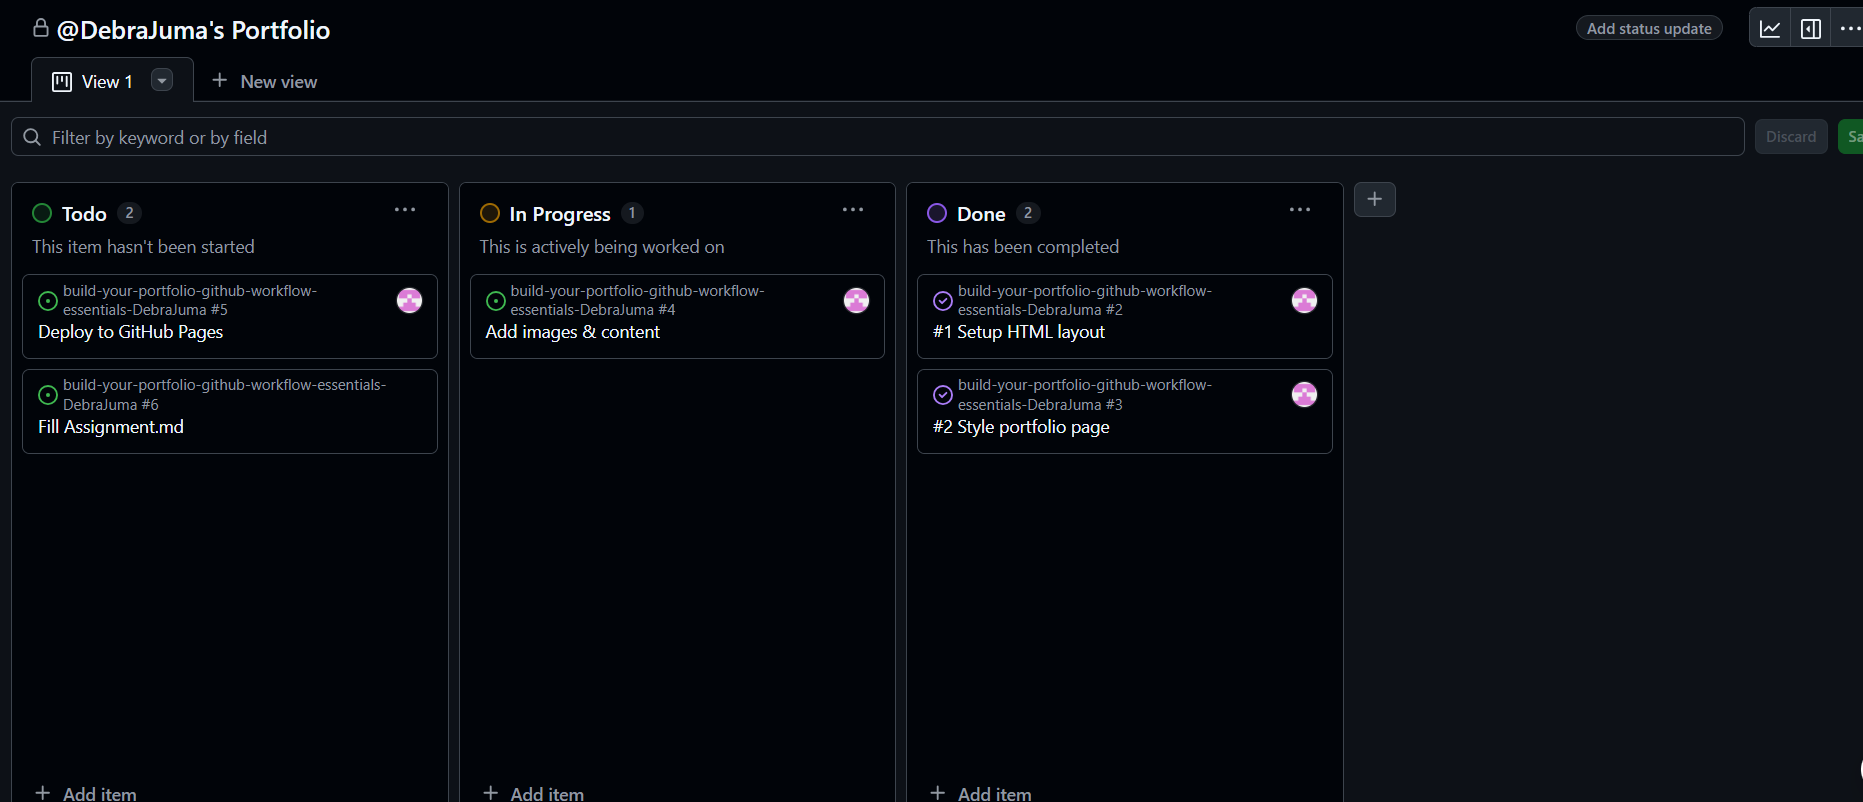 @DebraJuma's Portfolio
Add status update
View 1
New view
Filter by keyword or by field
Discard
Sa
Todo 2
This item hasn't been started
build-your-portfolio-github-workflow-
essentials-DebraJuma #5
Deploy to GitHub Pages
build-your-portfolio-github-workflow-essentials-
DebraJuma #6
Fill Assignment.md
Add item
In Progress 1
This is actively being worked on
build-your-portfolio-github-workflow-
essentials-DebraJuma #4
Add images & content
Add item
Done 2
This has been completed
build-your-portfolio-github-workflow-
essentials-DebraJuma #2
#1 Setup HTML layout
build-your-portfolio-github-workflow-
essentials-DebraJuma #3
#2 Style portfolio page
Add item